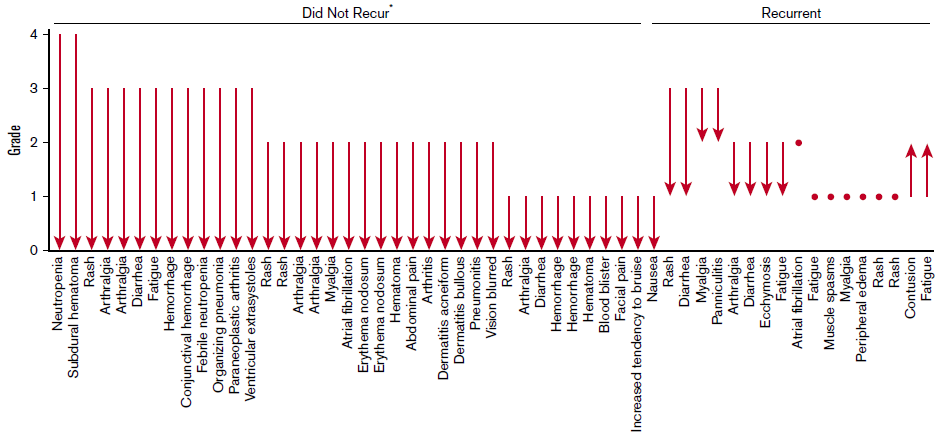 Did Not Recur*
Recurrent
Grade
4
3
2
1
0
Neutropenia
Subdural hematoma
Rash
Arthralgia
Arthralgia
Diarrhea
Fatigue
Hemorrhage
Conjunctival hemorrhage
Febrile neutropenia
Organizing pneumonia
Paraneoplastic arthritis
Ventricular extrasystoles
Rash
Rash
Arthralgia
Arthralgia
Myalgia
Atrial fibrillation
Erythema nodosum
Erythema nodosum
Hematoma
Abdominal pain
Arthritis
Dermatitis acneiform
Dermatitis bullous
Pneumonitis
Vision blurred
Rash
Arthralgia
Diarrhea
Hemorrhage
Hemorrhage
Hematoma
Blood blister
Facial pain
Increased tendency to bruise
Nausea
Rash
Diarrhea
Myalgia
Panniculitis
Arthralgia
Diarrhea
Ecchymosis
Fatigue
Atrial fibrillation
Fatigue
Muscle spasms
Myalgia
Peripheral edema
Rash
Rash
Contusion
Fatigue